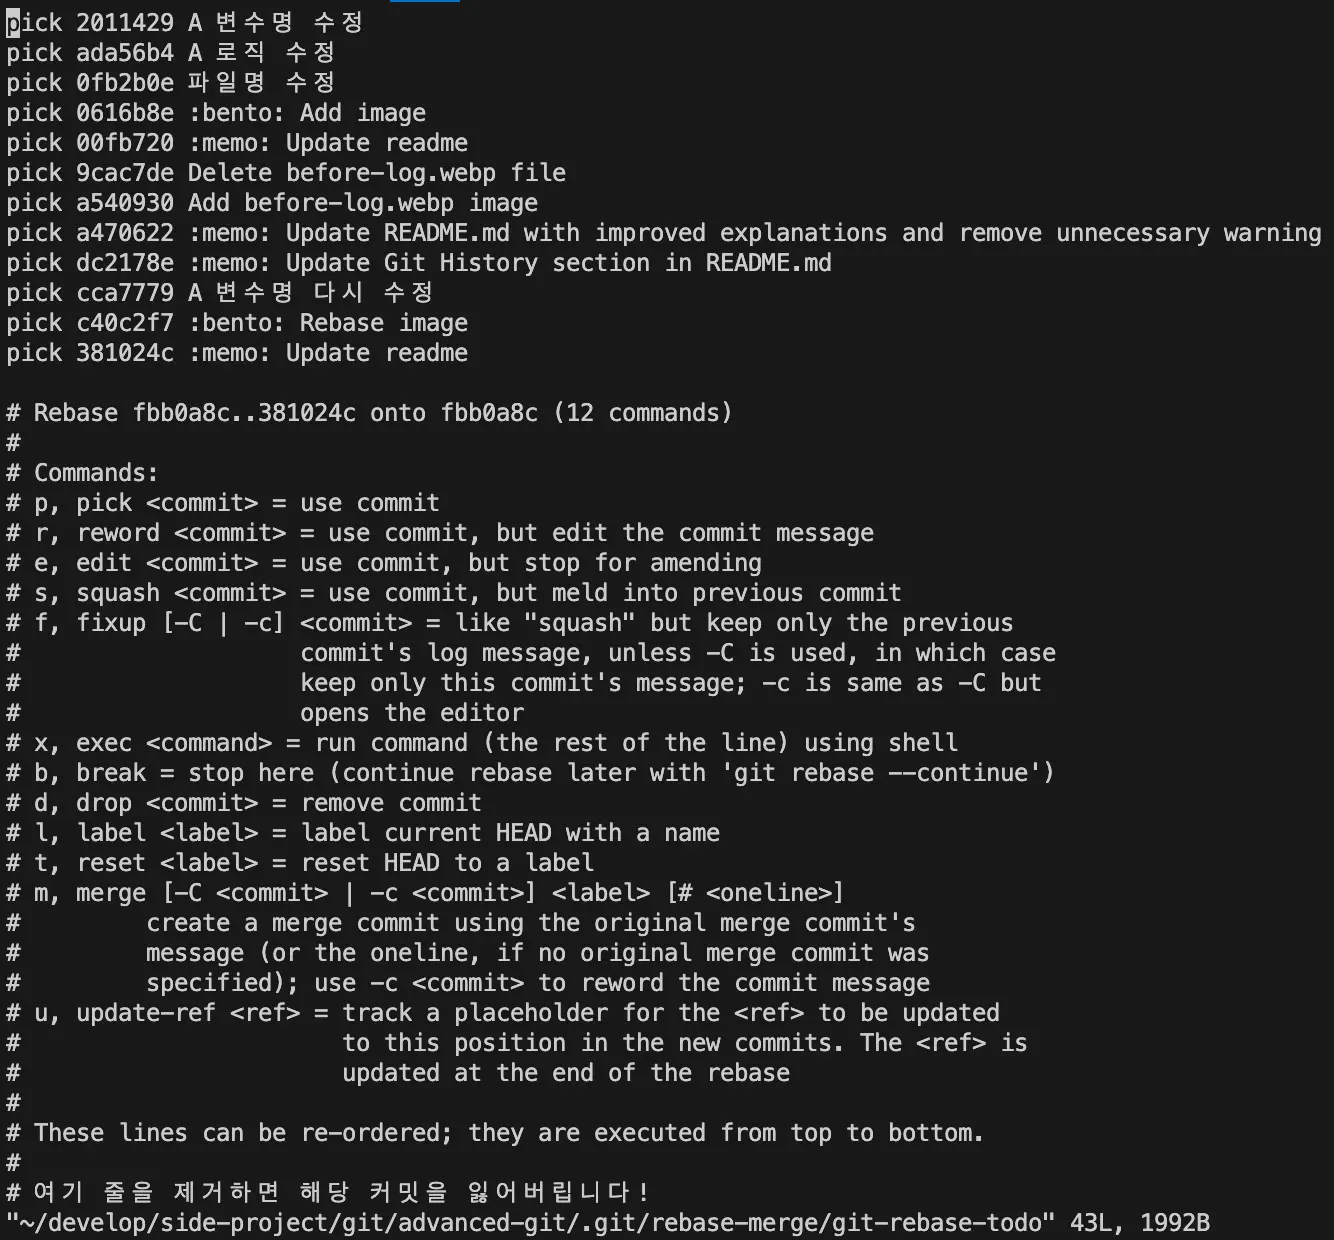 pick 2011429 A 변수명 수정
pick ada56b4 A 로직 수정
pick 0fb2b0e 파일명 수정
pick 0616b8e :bento: Add image
pick 00fb720 :memo: Update readme
pick 9cac7de Delete before-log.webp file
pick a540930 Add before-log.webp image
pick a470622 :memo: Update README.md with improved explanations and remove unnecessary warning
pick dc2178e :memo: Update Git History section in README.md
pick cca7779 A 변수명 다시 수정
pick c40c2f7 :bento: Rebase image
pick 381024c :memo: Update readme

# Rebase fbb0a8c..381024c onto fbb0a8c (12 commands)
#
# Commands:
# p, pick <commit> = use commit
# r, reword <commit> = use commit, but edit the commit message
# e, edit <commit> = use commit, but stop for amending
# s, squash <commit> = use commit, but meld into previous commit
# f, fixup [-C | -c] <commit> = like "squash" but keep only the previous
#                    commit's log message, unless -C is used, in which case
#                    keep only this commit's message; -c is same as -C but
#                    opens the editor
# x, exec <command> = run command (the rest of the line) using shell
# b, break = stop here (continue rebase later with 'git rebase --continue')
# d, drop <commit> = remove commit
# l, label <label> = label current HEAD with a name
# t, reset <label> = reset HEAD to a label
# m, merge [-C <commit> | -c <commit>] <label> [# <oneline>]
#         create a merge commit using the original merge commit's
#         message (or the oneline, if no original merge commit was
#         specified); use -c <commit> to reword the commit message
# u, update-ref <ref> = track a placeholder for the <ref> to be updated
#                       to this position in the new commits. The <ref> is
#                       updated at the end of the rebase
#
# These lines can be re-ordered; they are executed from top to bottom.
#
# 여기 줄을 제거하면 해당 커밋을 잃어버립니다!
"~/develop/side-project/git/advanced-git/.git/rebase-merge/git-rebase-todo" 43L, 1992B